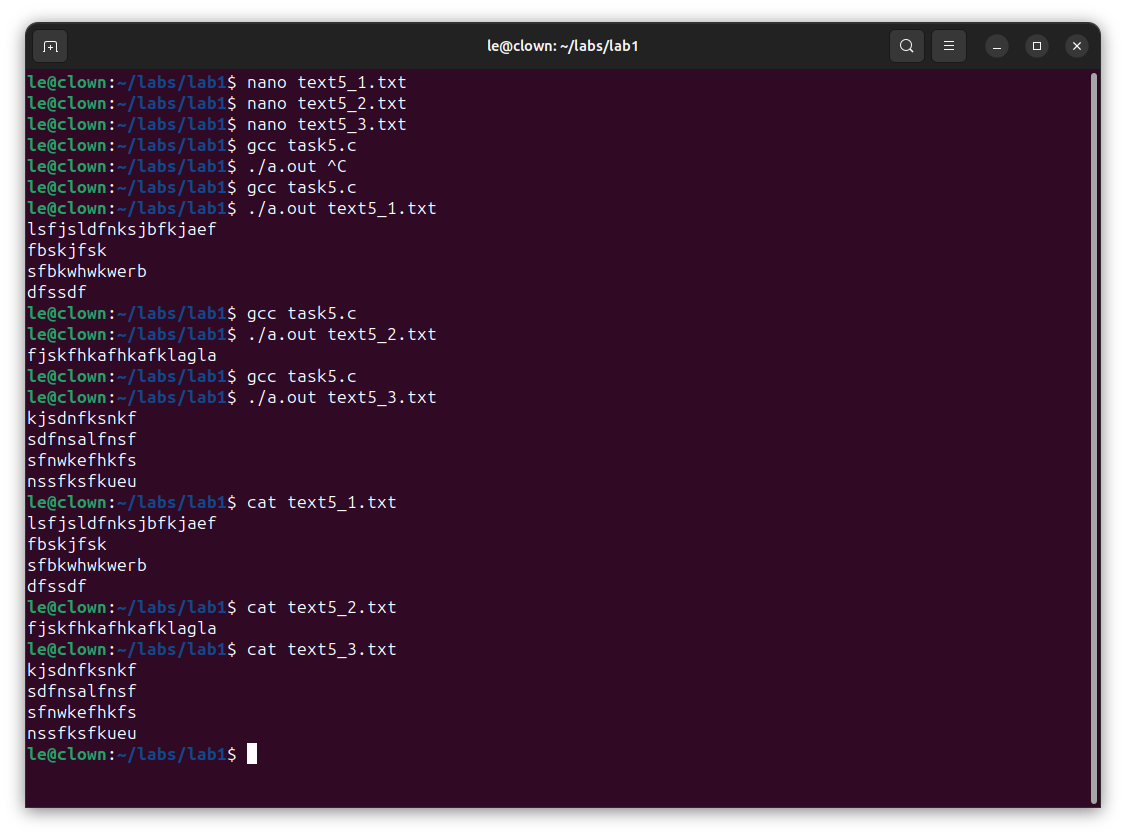 le@clown: ~/labs/lab1
le@clown:~/labs/lab1$ nano text5_1.txt
le@clown:~/labs/lab1$ nano text5_2.txt
le@clown:~/labs/lab1$ nano text5_3.txt
le@clown:~/labs/lab1$ gcc task5.c
le@clown:~/labs/lab1$ ./a.out ^C
le@clown:~/labs/lab1$ gcc task5.c
le@clown:~/labs/lab1$ ./a.out text5_1.txt
lsfjsldfnksjbfkjaef
fbskjfsk
sfbkwhwkwerb
dfssdf
le@clown:~/labs/lab1$ gcc task5.c
le@clown:~/labs/lab1$ ./a.out text5_2.txt
fjskfhkafhkafklagla
le@clown:~/labs/lab1$ gcc task5.c
le@clown:~/labs/lab1$ ./a.out text5_3.txt
kjsdnfksnkf
sdfnsalfnsf
sfnwkefhkfs
nssfksfkueu
le@clown:~/labs/lab1$ cat text5_1.txt
lsfjsldfnksjbfkjaef
fbskjfsk
sfbkwhwkwerb
dfssdf
le@clown:~/labs/lab1$ cat text5_2.txt
fjskfhkafhkafklagla
le@clown:~/labs/lab1$ cat text5_3.txt
kjsdnfksnkf
sdfnsalfnsf
sfnwkefhkfs
nssfksfkueu
le@clown:~/labs/lab1$